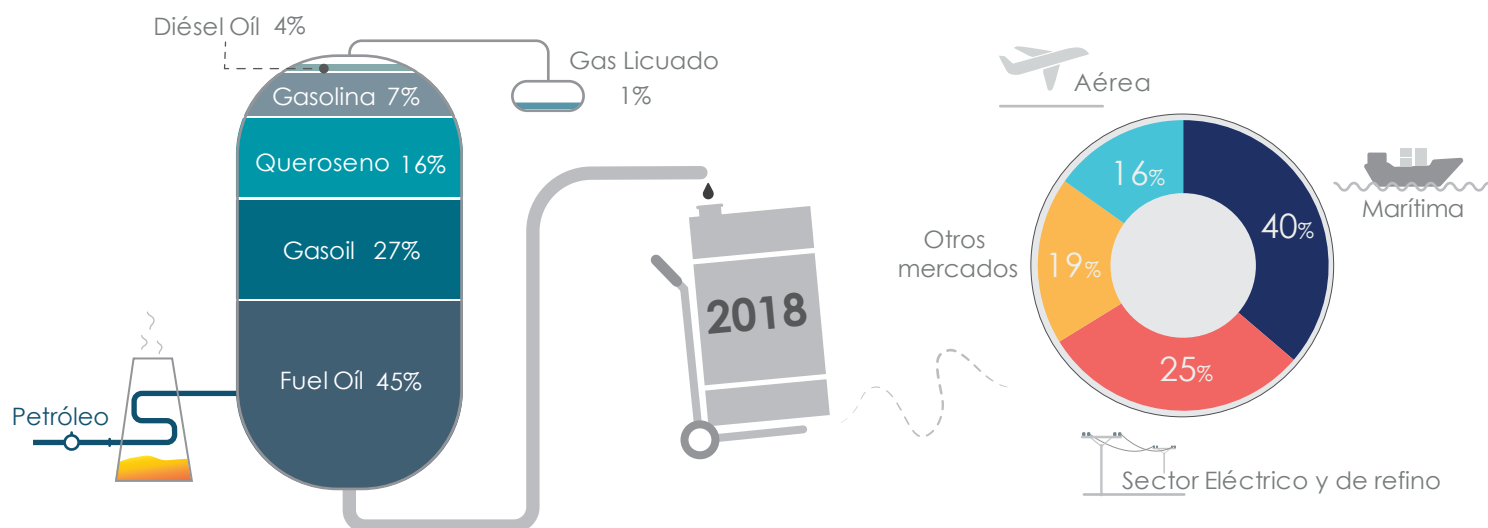 Diésel Oíl 4%
Gas Licuado
1%
Gasolina 7%
Queroseno 16%
Gasoil 27%
Fuel Oíl 45%
Petróleo
2018
Aérea
16%
Marítima
40%
Otros
mercados
19%
25%
Sector Eléctrico y de refino